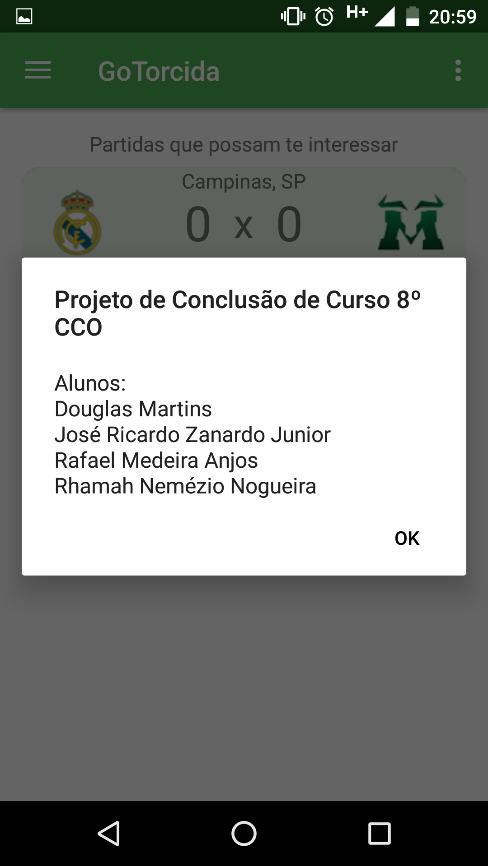 H+ 20:59
GoTorcida
Partidas que possam te interessar
Campinas, SP
0 x 0
Projeto de Conclusão de Curso 8º
CCO
Alunos:
Douglas Martins
José Ricardo Zanardo Junior
Rafael Medeira Anjos
Rhamah Nemézio Nogueira
OK